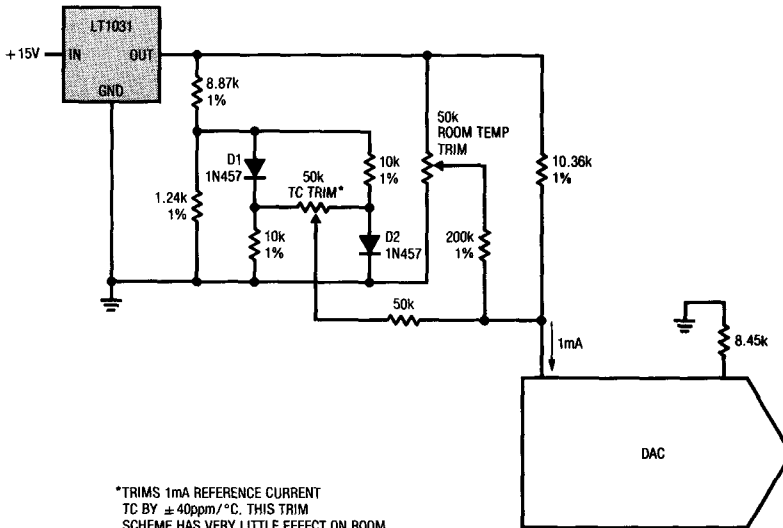 LT1031
+15V
IN
OUT
GND
8.87k
1%
1.24k
1%
D1
1N457
50k
TC TRIM*
10k
1%
10k
1%
D2
1N457
50k
ROOM TEMP
TRIM
200k
1%
10.36k
1%
50k
1mA
8.45k
DAC
*TRIMS 1mA REFERENCE CURRENT
TC BY ±40ppm/°C. THIS TRIM
SCHEME HAS VERY LITTLE EFFECT ON ROOM